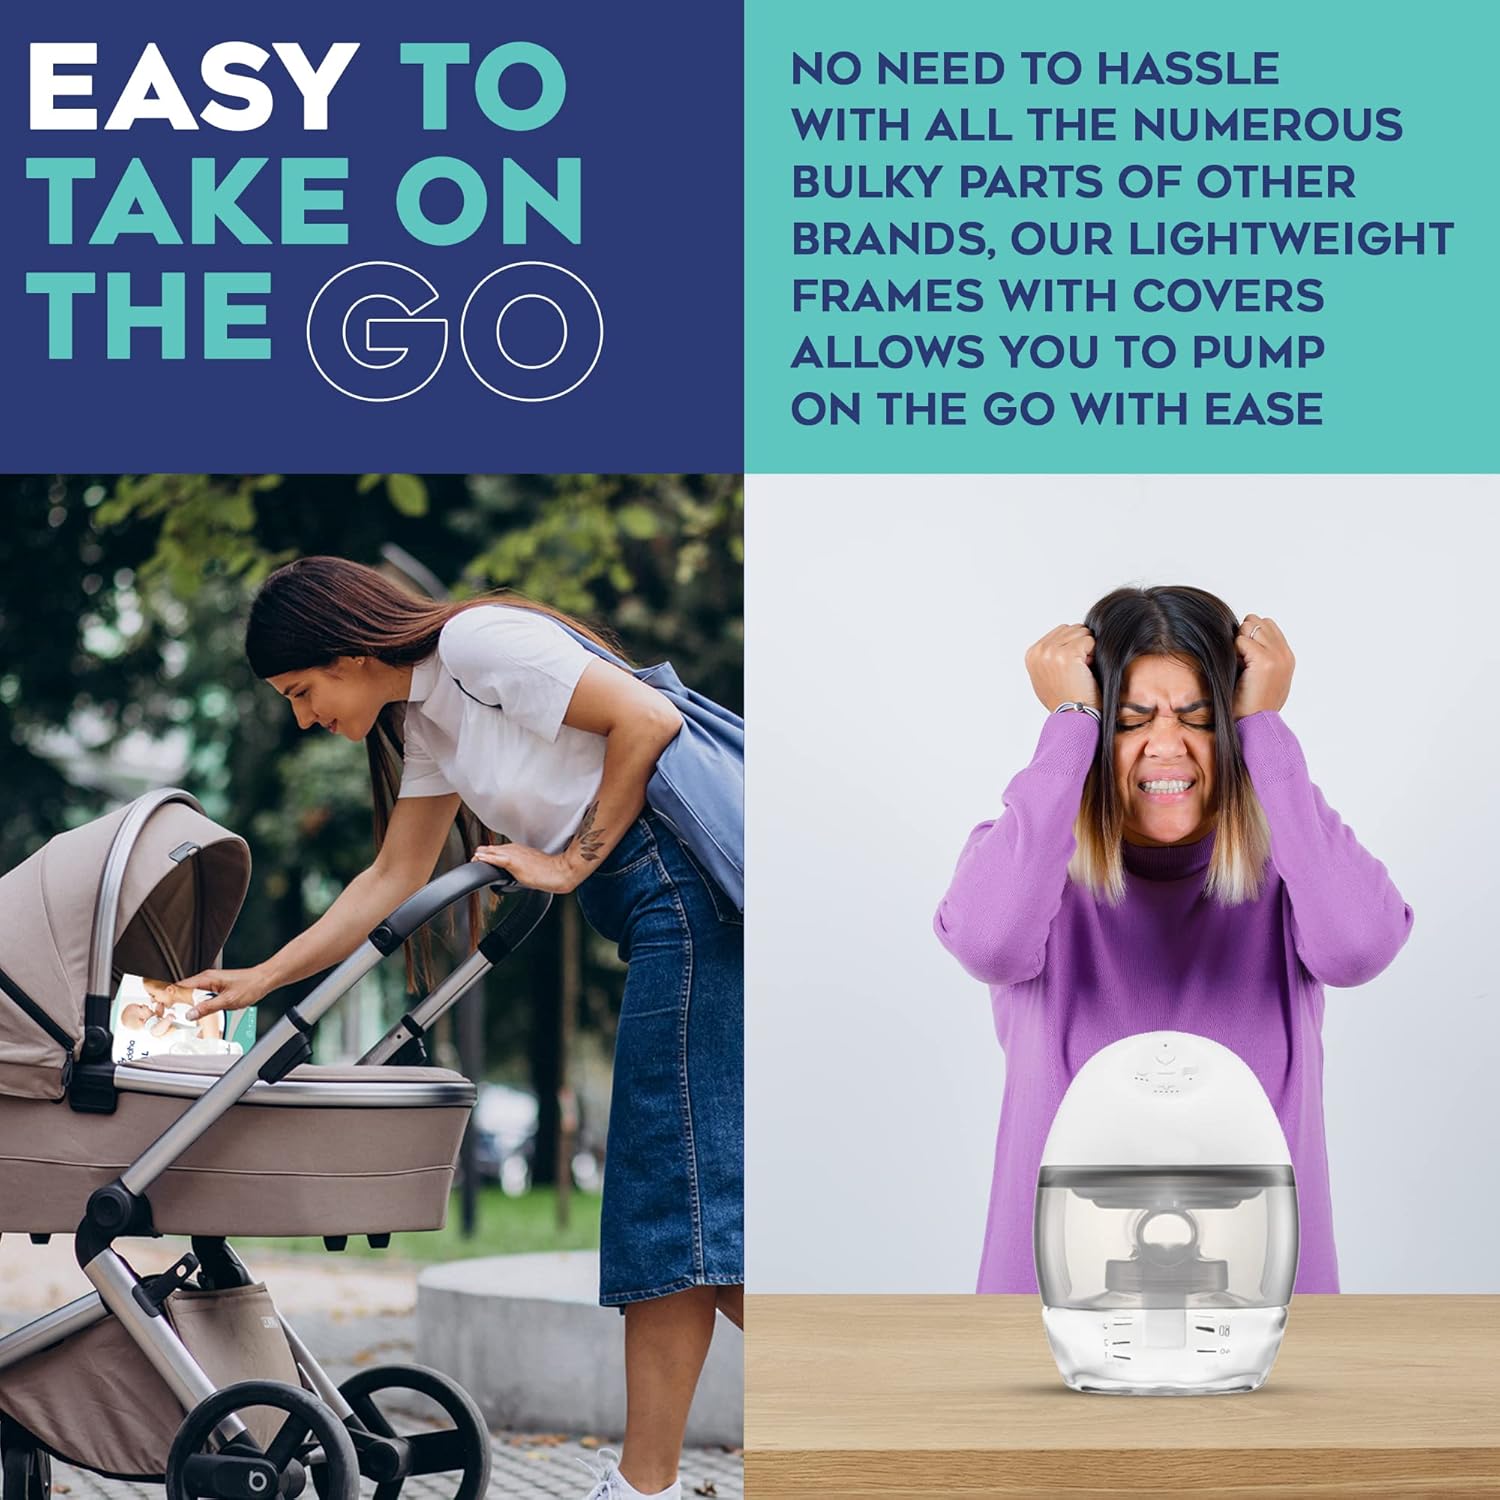 EASY TO
TAKE ON
THE GO
NO NEED TO HASSLE
WITH ALL THE NUMEROUS
BULKY PARTS OF OTHER
BRANDS, OUR LIGHTWEIGHT
FRAMES WITH COVERS
ALLOWS YOU TO PUMP
ON THE GO WITH EASE